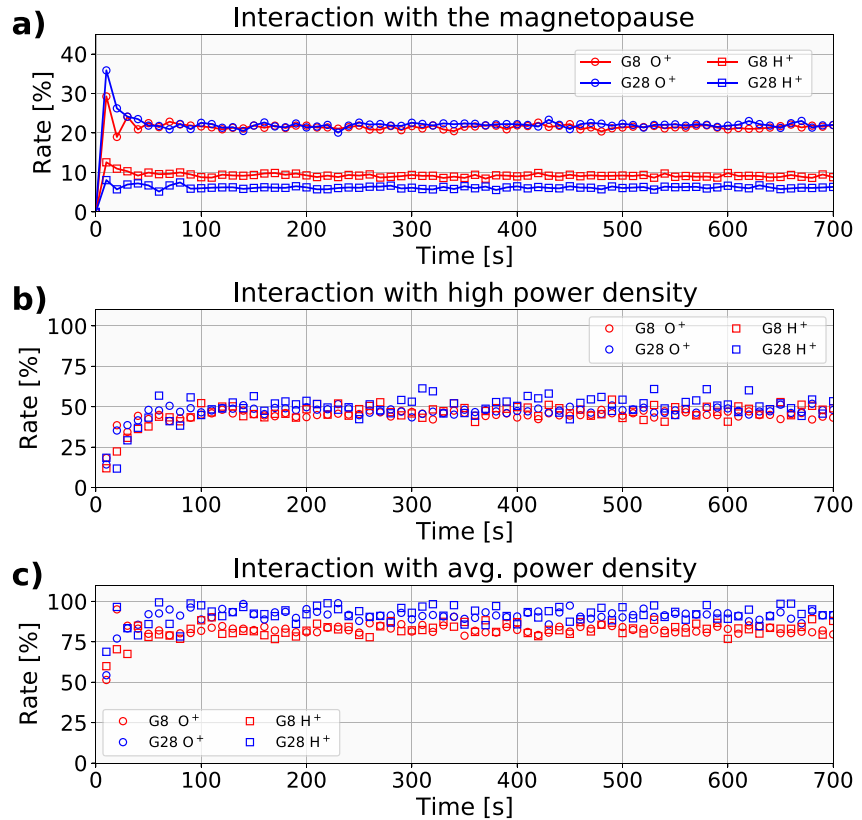 a)
Interaction with the magnetopause
Rate [%]
40
30
20
10
0
G8 O+
G28 O+
G8 H+
G28 H+
0 100 200 300 400 500 600 700
Time [s]
b)
Interaction with high power density
Rate [%]
100
75
50
25
0
G8 O+
G28 O+
G8 H+
G28 H+
0 100 200 300 400 500 600 700
Time [s]
c)
Interaction with avg. power density
Rate [%]
100
75
50
25
0
G8 O+
G28 O+
G8 H+
G28 H+
0 100 200 300 400 500 600 700
Time [s]